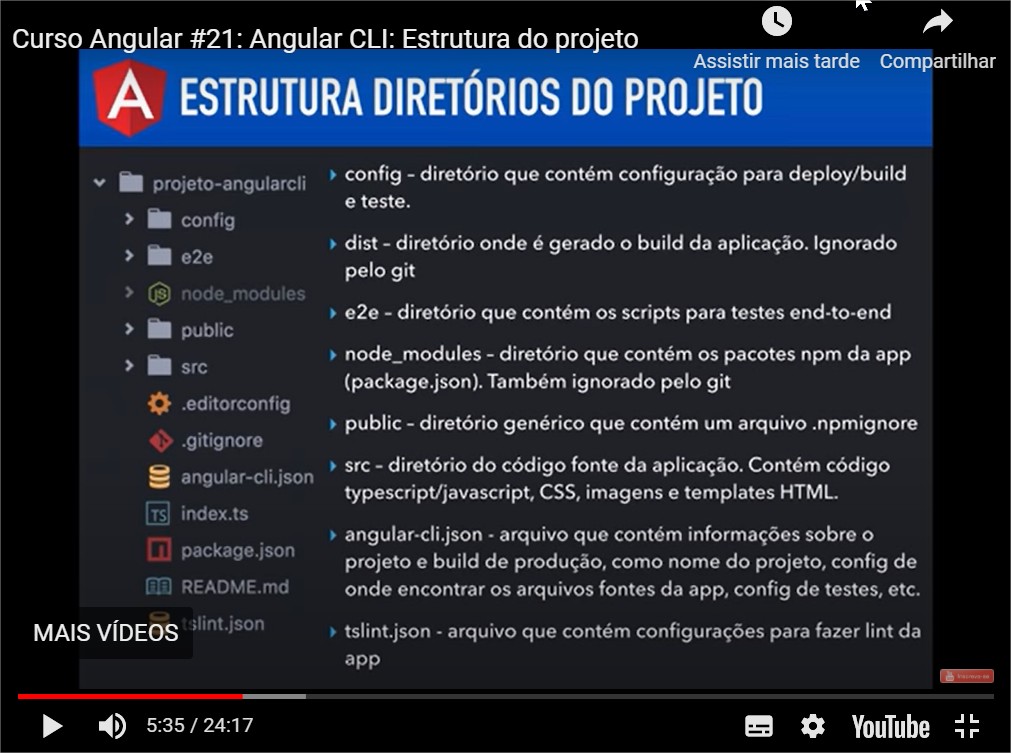 Curso Angular #21: Angular CLI: Estrutura do projeto
Assistir mais tarde
Compartilhar
A
ESTRUTURA DIRETÓRIOS DO PROJETO
projeto-angularcli
config
e2e
JS
node_modules
public
src
.editorconfig
.gitignore
angular-cli.json
TS
index.ts
package.json
README.md
tslint.json
config – diretório que contém configuração para deploy/build
e teste.
dist – diretório onde é gerado o build da aplicação. Ignorado
pelo git
e2e – diretório que contém os scripts para testes end-to-end
node_modules – diretório que contém os pacotes npm da app
(package.json). Também ignorado pelo git
public – diretório genérico que contém um arquivo .npmignore
src – diretório do código fonte da aplicação. Contém código
typescript/javascript, CSS, imagens e templates HTML.
angular-cli.json - arquivo que contém informações sobre o
projeto e build de produção, como nome do projeto, config de
onde encontrar os arquivos fontes da app, config de testes, etc.
tslint.json - arquivo que contém configurações para fazer lint da
app
MAIS VÍDEOS
Inscreva-se
5:35 / 24:17
YouTube